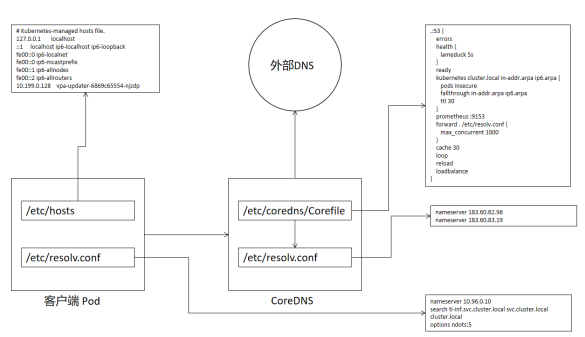 # Kubernetes-managed hosts file.
127.0.0.1 localhost
::1 localhost ip6-localhost ip6-loopback
fe00::0 ip6-localnet
fe00::0 ip6-mcastprefix
fe00::1 ip6-allnodes
fe00::2 ip6-allrouters
10.199.0.128 vpa-updater-6869c65554-njzdp
外部DNS
.:53 {
errors
health {
lameduck 5s
}
ready
kubernetes cluster.local in-addr.arpa ip6.arpa {
pods insecure
fallthrough in-addr.arpa ip6.arpa
ttl 30
}
prometheus :9153
forward . /etc/resolv.conf {
max_concurrent 1000
}
cache 30
loop
reload
loadbalance
}
/etc/hosts
/etc/resolv.conf
客户端 Pod
/etc/coredns/Corefile
/etc/resolv.conf
CoreDNS
nameserver 183.60.82.98
nameserver 183.60.83.19
nameserver 10.96.0.10
search ti-inf.svc.cluster.local svc.cluster.local
cluster.local
options ndots:5